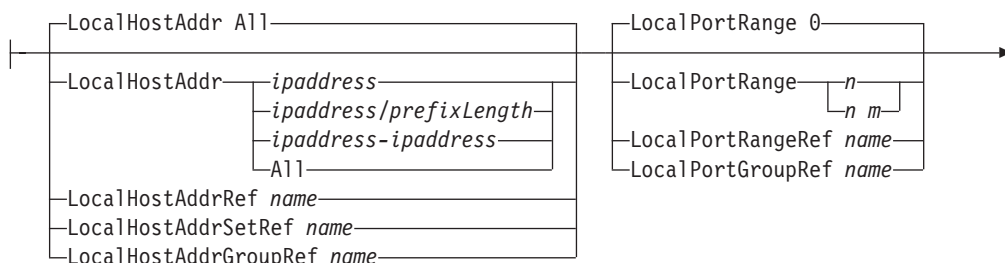 LocalHostAddr All
LocalPortRange 0
LocalHostAddr ipaddress
ipaddress/prefixLength
ipaddress-ipaddress
All
LocalHostAddrRef name
LocalHostAddrSetRef name
LocalHostAddrGroupRef name
LocalPortRange n
n m
LocalPortRangeRef name
LocalPortGroupRef name